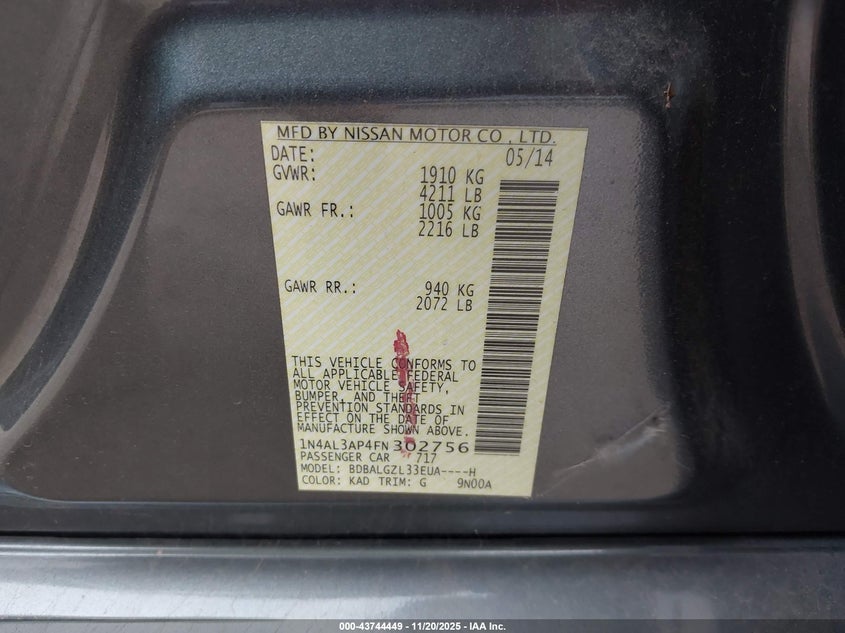 MFD BY NISSAN MOTOR CO., LTD.
DATE: 05/14
GVWR: 1910 KG
4211 LB
GAWR FR.: 1005 KG
2216 LB
GAWR RR.: 940 KG
2072 LB
THIS VEHICLE CONFORMS TO
ALL APPLICABLE FEDERAL
MOTOR VEHICLE SAFETY,
BUMPER, AND THEFT
PREVENTION STANDARDS IN
EFFECT ON THE DATE OF
MANUFACTURE SHOWN ABOVE.
1N4AL3AP4FN302756
PASSENGER CAR 717
MODEL: BDBALGZL33EUA----H
COLOR: KAD TRIM: G 9N00A
000-43744449 - 11/20/2025 - IAA Inc.